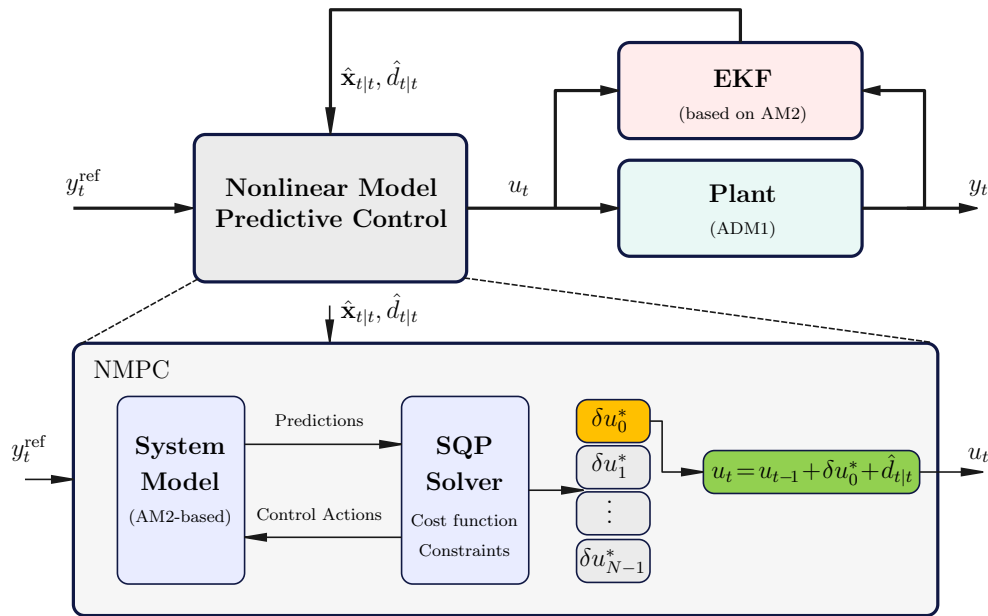 x̂_{t|t}, d̂_{t|t}
EKF
(based on AM2)
y_t^{ref}
Nonlinear Model
Predictive Control
u_t
Plant
(ADM1)
y_t
x̂_{t|t}, d̂_{t|t}
NMPC
y_t^{ref}
System
Model
(AM2-based)
Predictions
Control Actions
SQP
Solver
Cost function
Constraints
δu_0^*
δu_1^*
⋮
δu_{N−1}^*
u_t = u_{t−1} + δu_0^* + d̂_{t|t}
u_t